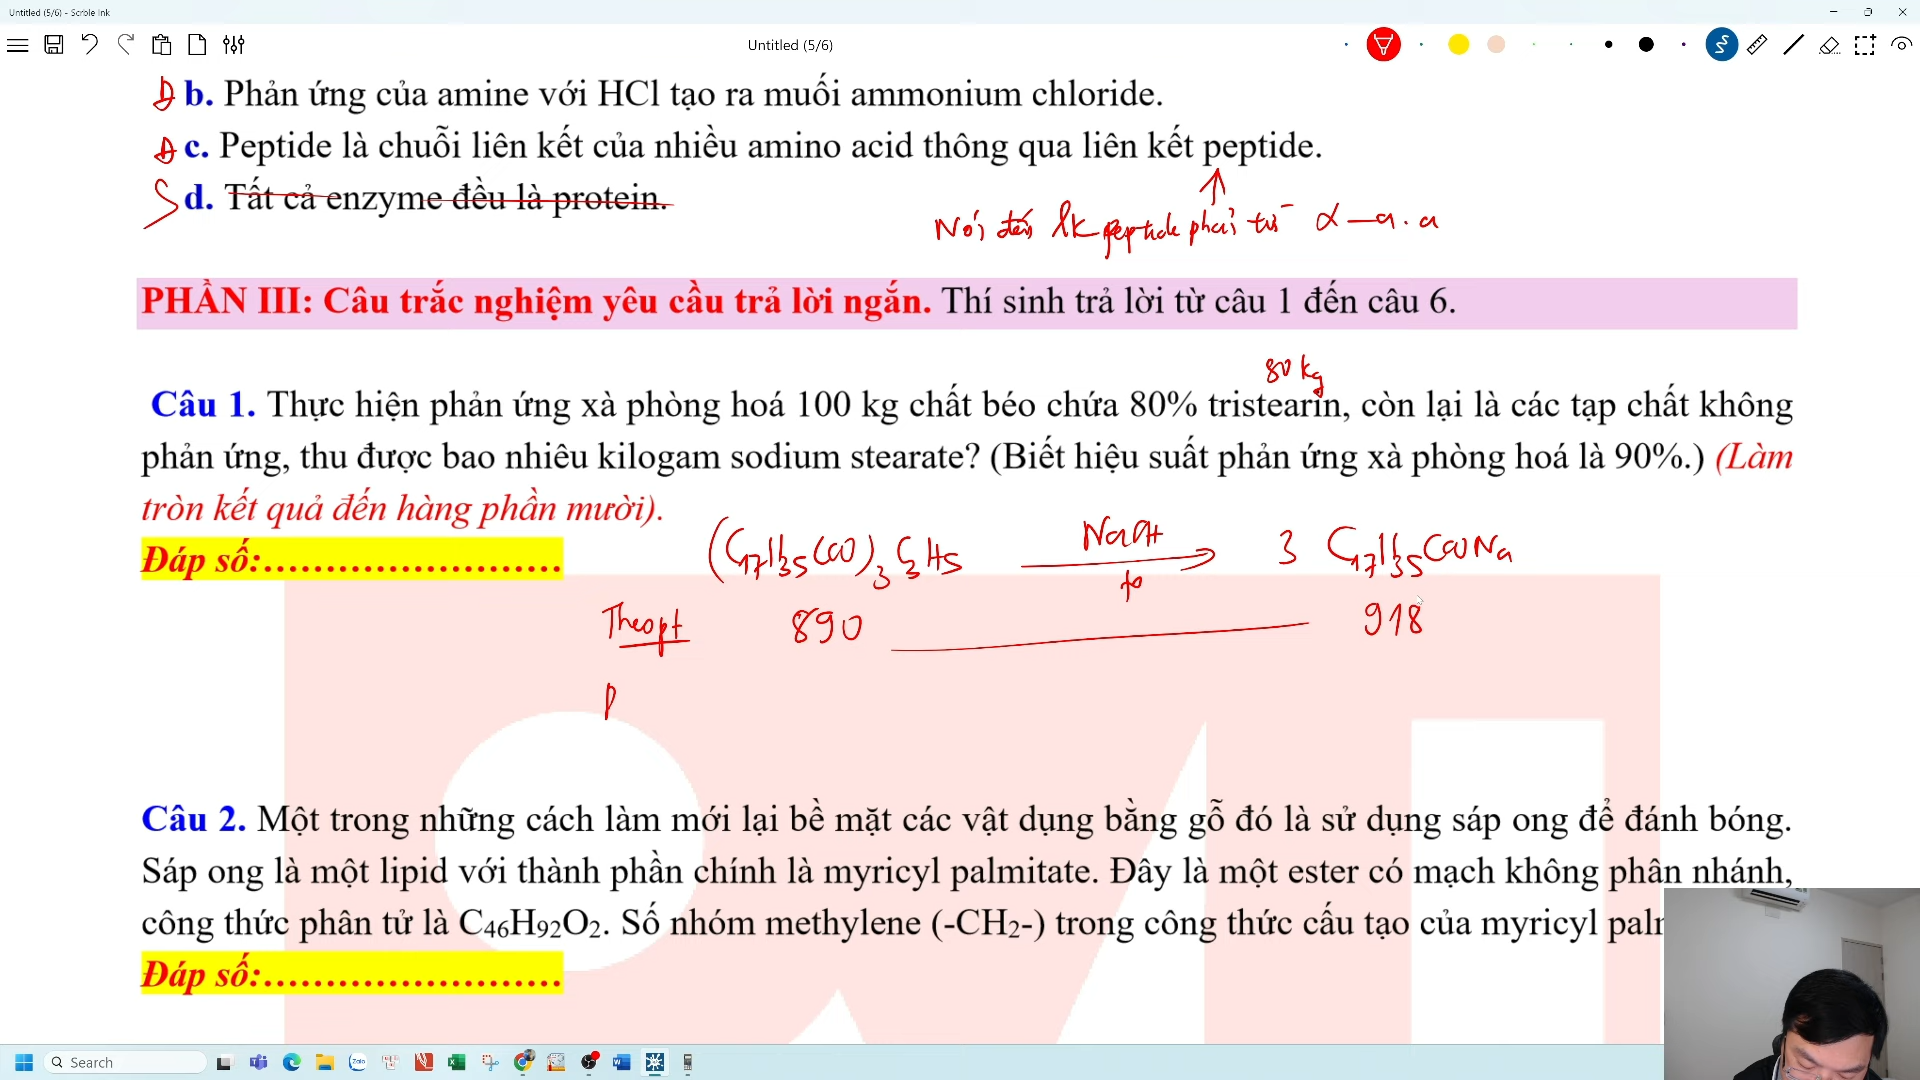 Untitled (5/6) - Scrble Ink
Untitled (5/6)
Đ b. Phản ứng của amine với HCl tạo ra muối ammonium chloride.
Đ c. Peptide là chuỗi liên kết của nhiều amino acid thông qua liên kết peptide.
S d. Tất cả enzyme đều là protein.
Nói đến lk peptide phải từ α - a.a
PHẦN III: Câu trắc nghiệm yêu cầu trả lời ngắn. Thí sinh trả lời từ câu 1 đến câu 6.
80 kg
Câu 1. Thực hiện phản ứng xà phòng hoá 100 kg chất béo chứa 80% tristearin, còn lại là các tạp chất không
phản ứng, thu được bao nhiêu kilogam sodium stearate? (Biết hiệu suất phản ứng xà phòng hoá là 90%.) (Làm
tròn kết quả đến hàng phần mười).
Đáp số:........................
(C17H35COO)3C3H5 NaOH t° 3 C17H35COONa
Theo pt 890 918
P
Câu 2. Một trong những cách làm mới lại bề mặt các vật dụng bằng gỗ đó là sử dụng sáp ong để đánh bóng.
Sáp ong là một lipid với thành phần chính là myricyl palmitate. Đây là một ester có mạch không phân nhánh,
công thức phân tử là C46H92O2. Số nhóm methylene (-CH2-) trong công thức cấu tạo của myricyl
Đáp số:........................
Search